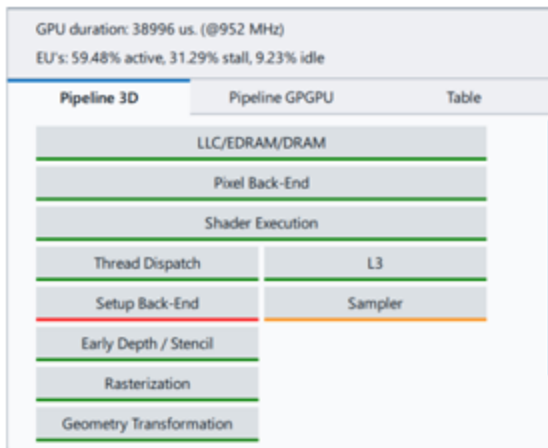 GPU duration: 38996 us. (@952 MHz)
EU's: 59.48% active, 31.29% stall, 9.23% idle
Pipeline 3D Pipeline GPGPU Table
LLC/EDRAM/DRAM
Pixel Back-End
Shader Execution
Thread Dispatch L3
Setup Back-End Sampler
Early Depth / Stencil
Rasterization
Geometry Transformation